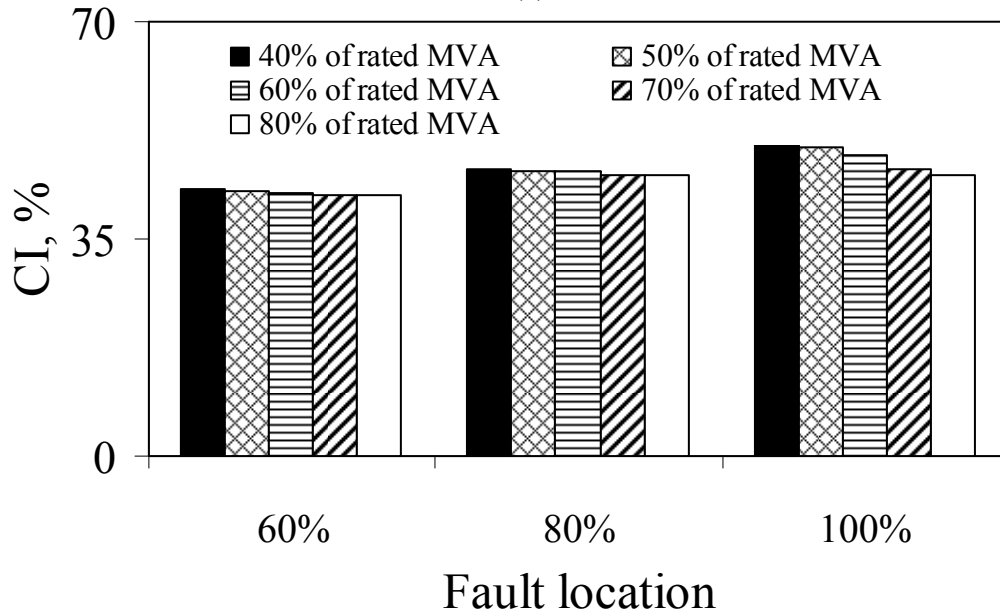 70
40% of rated MVA 50% of rated MVA
60% of rated MVA 70% of rated MVA
80% of rated MVA
CI, %
35
0
60% 80% 100%
Fault location